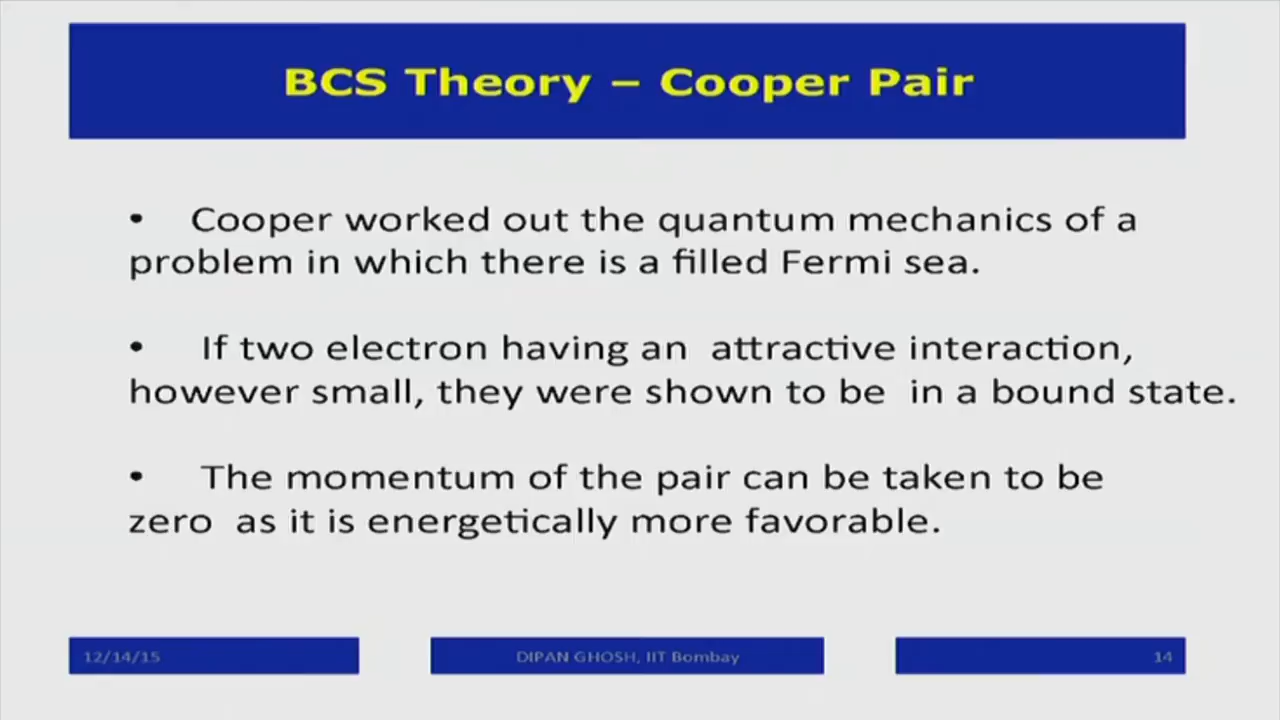 BCS Theory – Cooper Pair
• Cooper worked out the quantum mechanics of a
problem in which there is a filled Fermi sea.
• If two electron having an attractive interaction,
however small, they were shown to be in a bound state.
• The momentum of the pair can be taken to be
zero as it is energetically more favorable.
12/14/15
DIPAN GHOSH, IIT Bombay
14